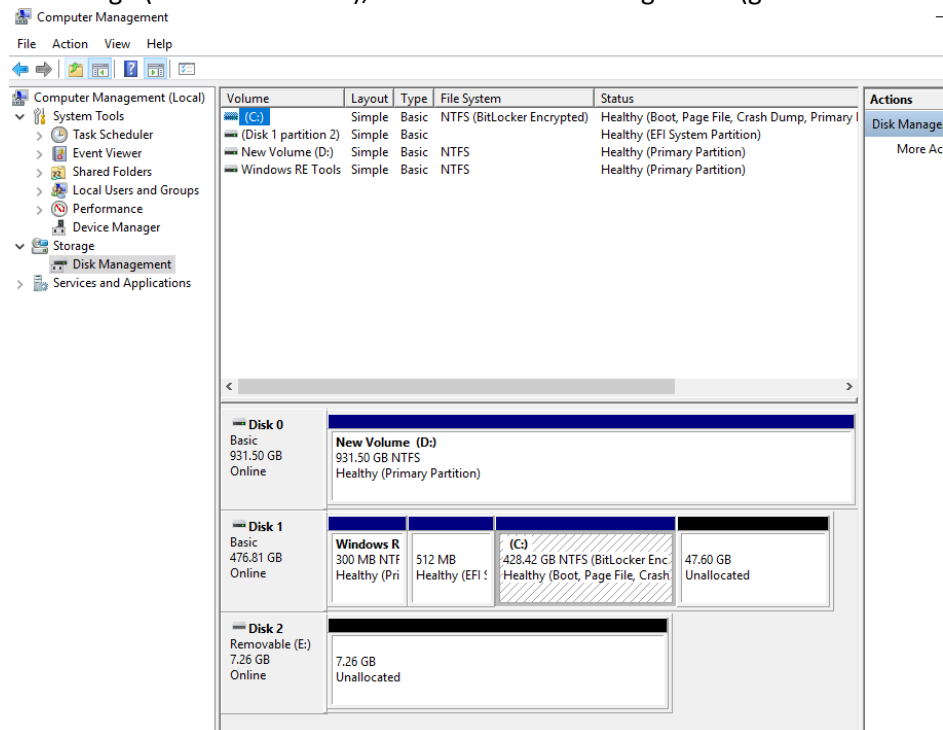 Computer Management
File Action View Help
Computer Management (Local)
System Tools
Task Scheduler
Event Viewer
Shared Folders
Local Users and Groups
Performance
Device Manager
Storage
Disk Management
Services and Applications
Volume Layout Type File System Status
(C:) Simple Basic NTFS (BitLocker Encrypted) Healthy (Boot, Page File, Crash Dump, Primary
(Disk 1 partition 2) Simple Basic Healthy (EFI System Partition)
New Volume (D:) Simple Basic NTFS Healthy (Primary Partition)
Windows RE Tools Simple Basic NTFS Healthy (Primary Partition)
Actions
Disk Manage
More Ac
Disk 0
Basic
931.50 GB
Online
New Volume (D:)
931.50 GB NTFS
Healthy (Primary Partition)
Disk 1
Basic
476.81 GB
Online
Windows R
300 MB NTF
Healthy (Pri
512 MB
Healthy (EFI
(C:)
428.42 GB NTFS (BitLocker Enc
Healthy (Boot, Page File, Crash
47.60 GB
Unallocated
Disk 2
Removable (E:)
7.26 GB
Online
7.26 GB
Unallocated